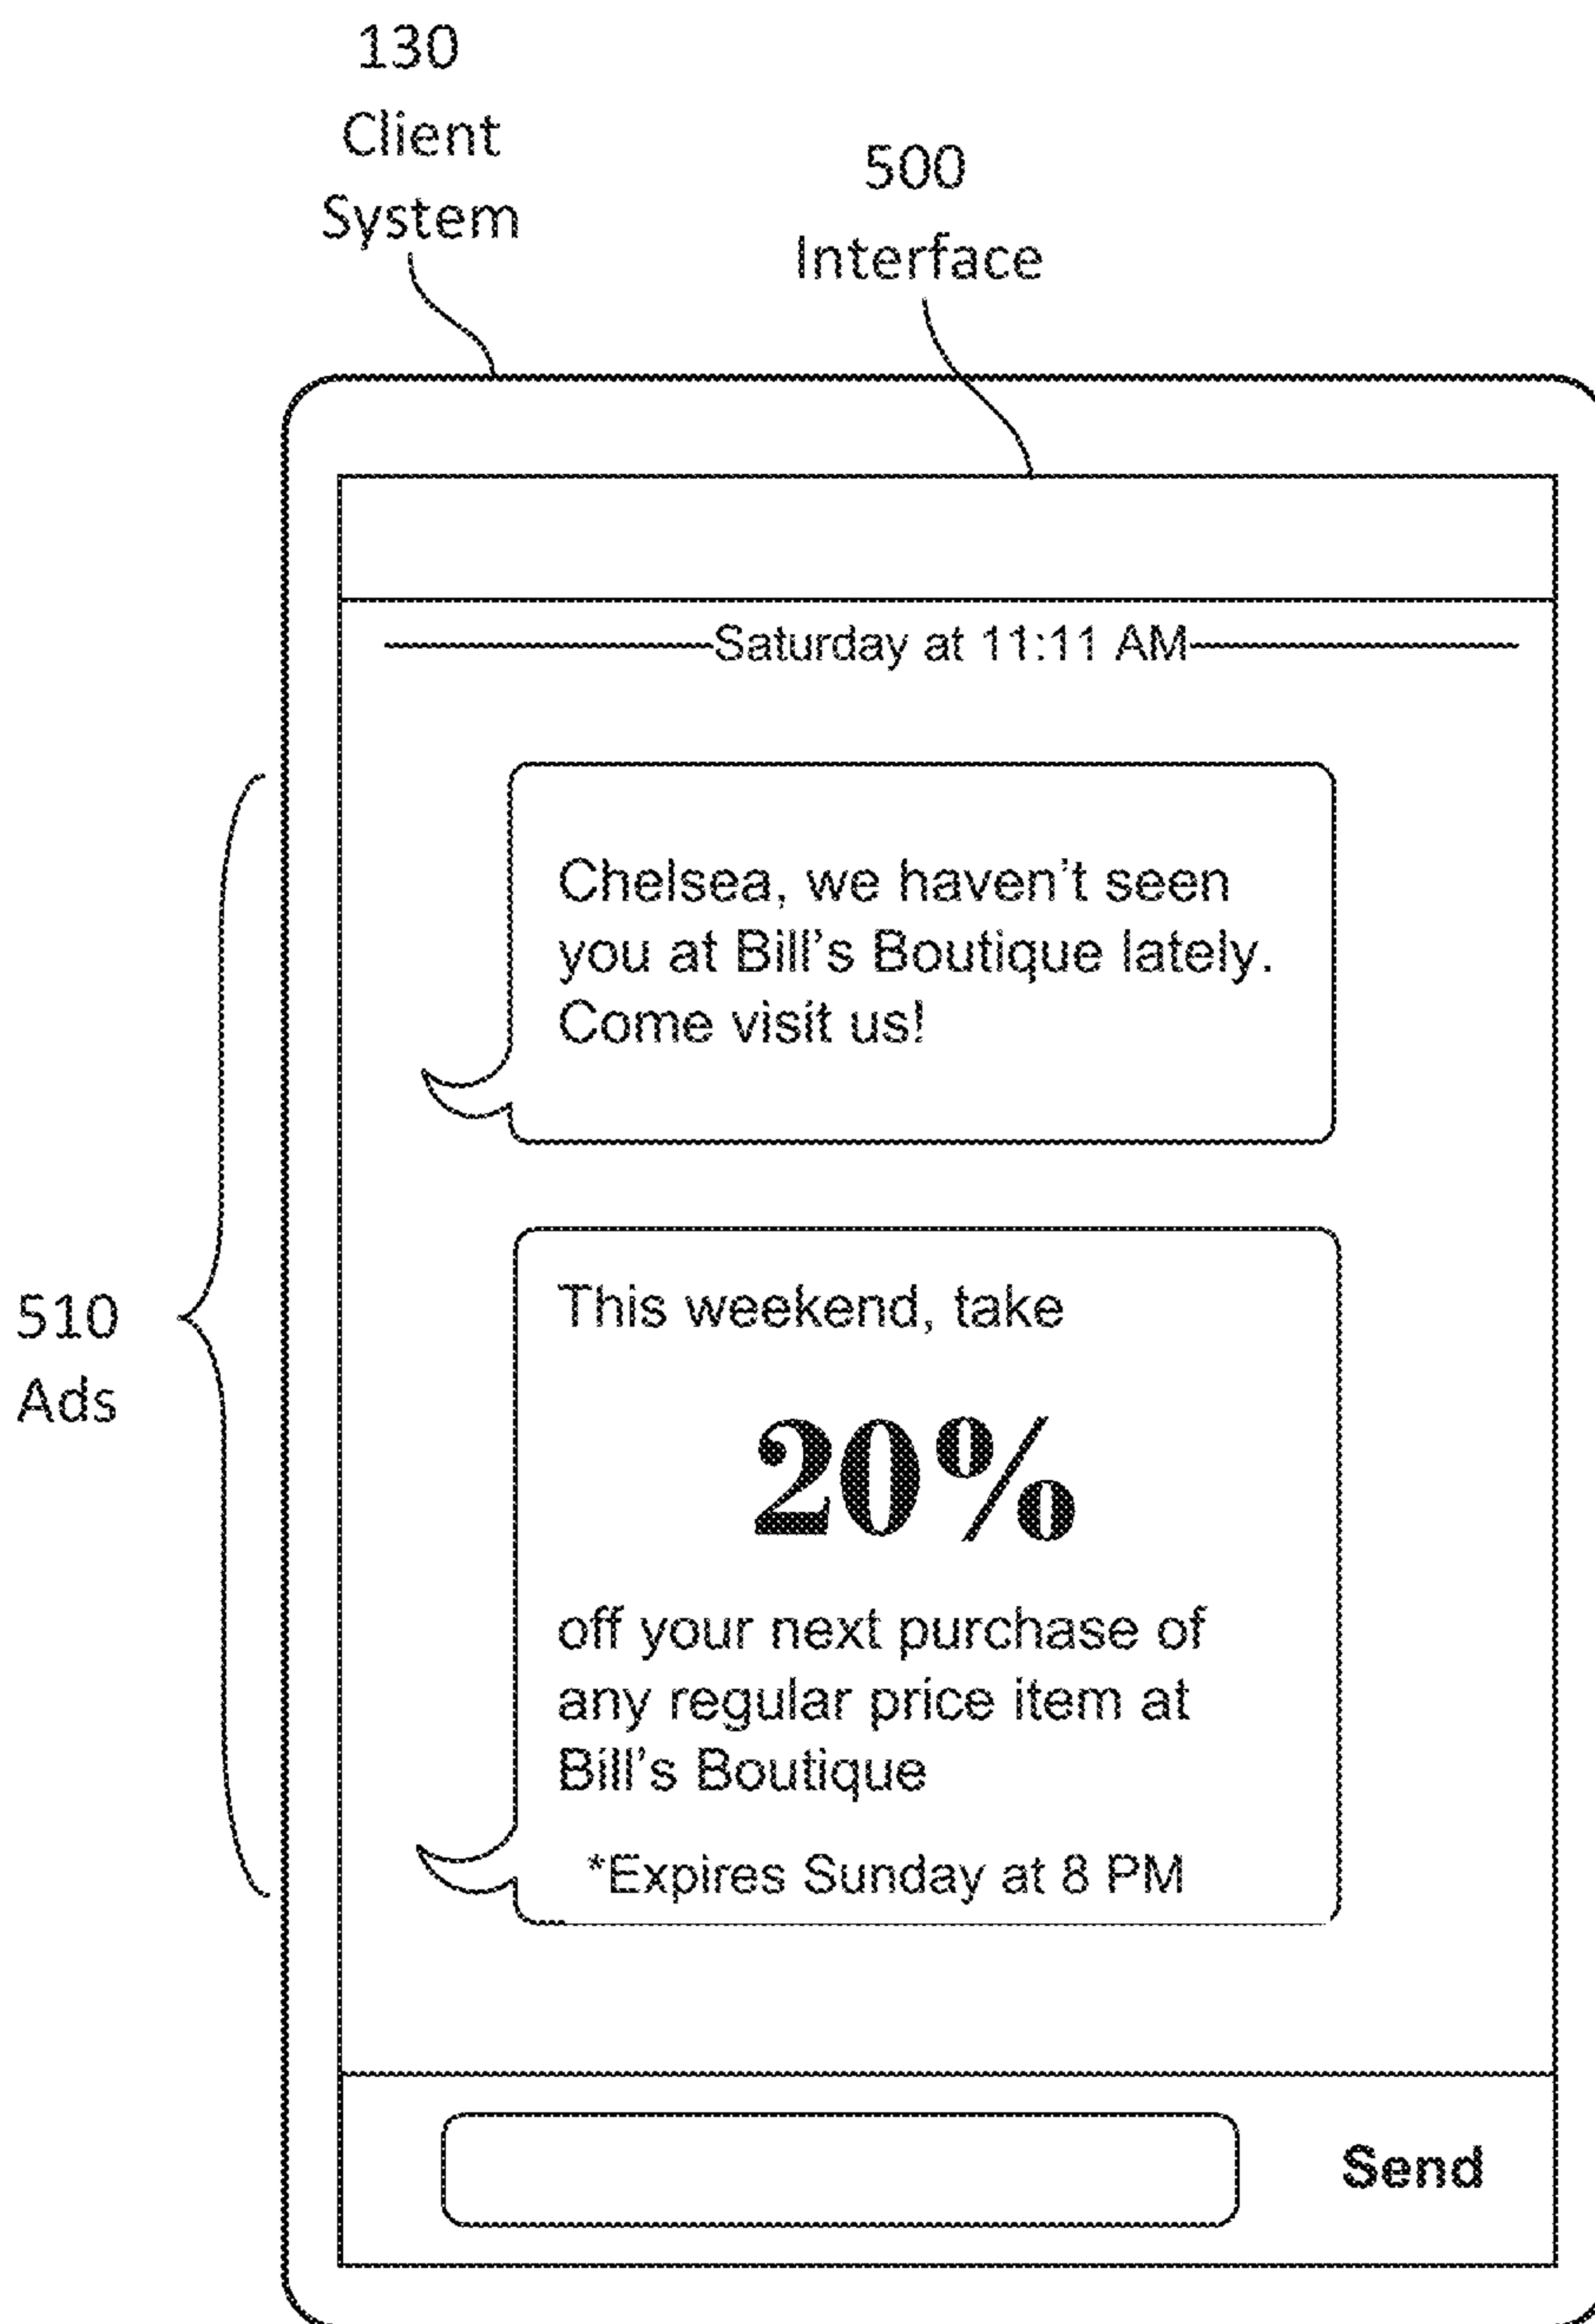 130
Client
System
500
Interface
Saturday at 11:11 AM
Chelsea, we haven't seen
you at Bill's Boutique lately.
Come visit us!
510
Ads
This weekend, take
20%
off your next purchase of
any regular price item at
Bill's Boutique
*Expires Sunday at 8 PM
Send